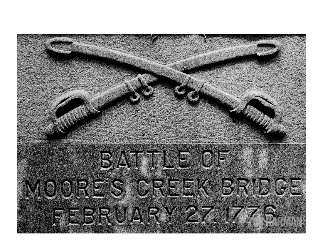 BATTLE OF
MOORE'S CREEK BRIDGE
FEBRUARY 27, 1776